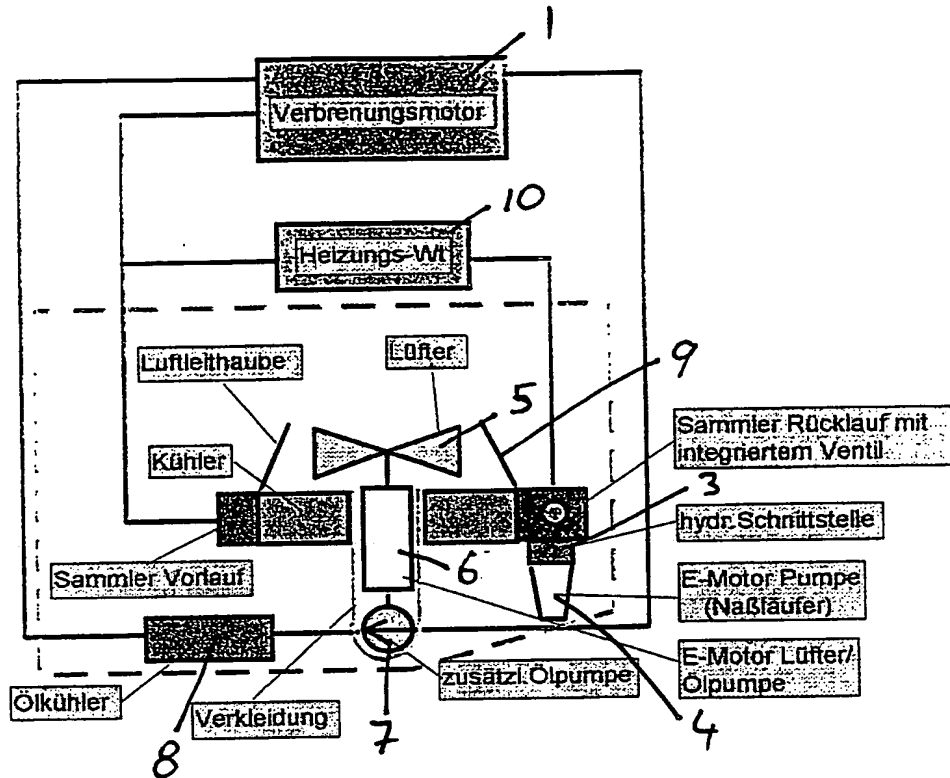 1
Verbrenungsmotor
10
Heizungs-Wt
Luftleithaube
Lüfter
9
5
Kühler
Sammler Rücklauf mit
integriertem Ventil
3
hydr. Schnittstelle
6
Sammler Vorlauf
E-Motor Pumpe
(Naßläufer)
E-Motor Lüfter/
Ölpumpe
zusätzl. Ölpumpe
Ölkühler
Verkleidung
8
7
4